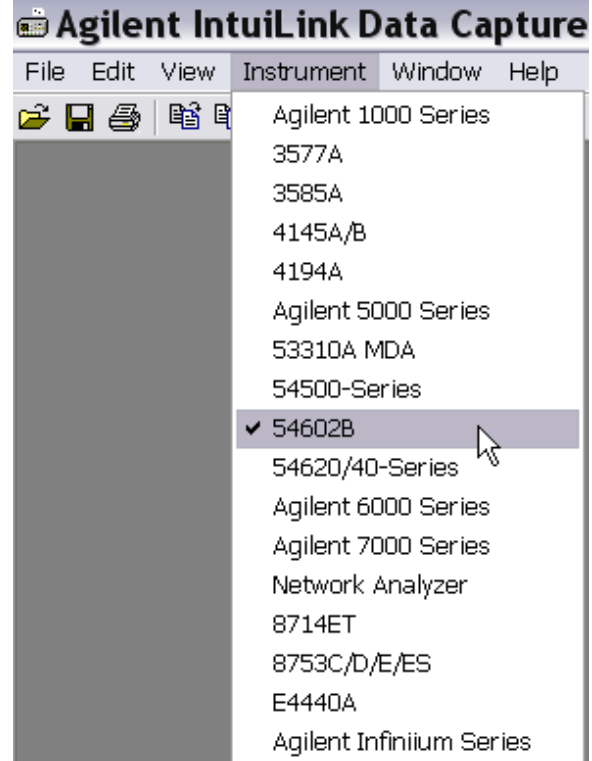 Agilent IntuiLink Data Capture
File Edit View Instrument Window Help
Agilent 1000 Series
3577A
3585A
4145A/B
4194A
Agilent 5000 Series
53310A MDA
54500-Series
54602B
54620/40-Series
Agilent 6000 Series
Agilent 7000 Series
Network Analyzer
8714ET
8753C/D/E/ES
E4440A
Agilent Infiniium Series